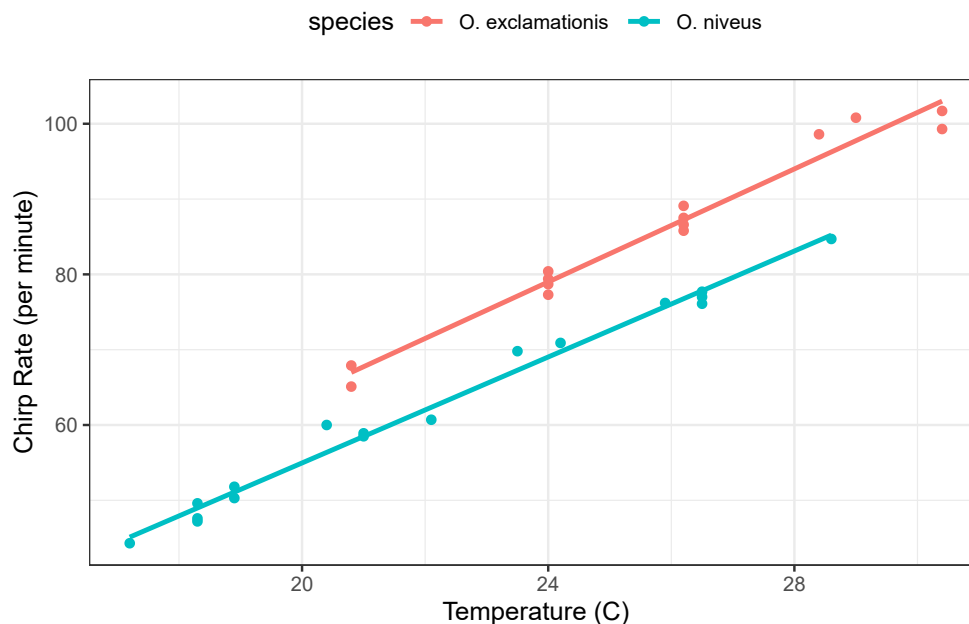 species O. exclamationis O. niveus
Chirp Rate (per minute)
100
80
60
20 24 28
Temperature (C)